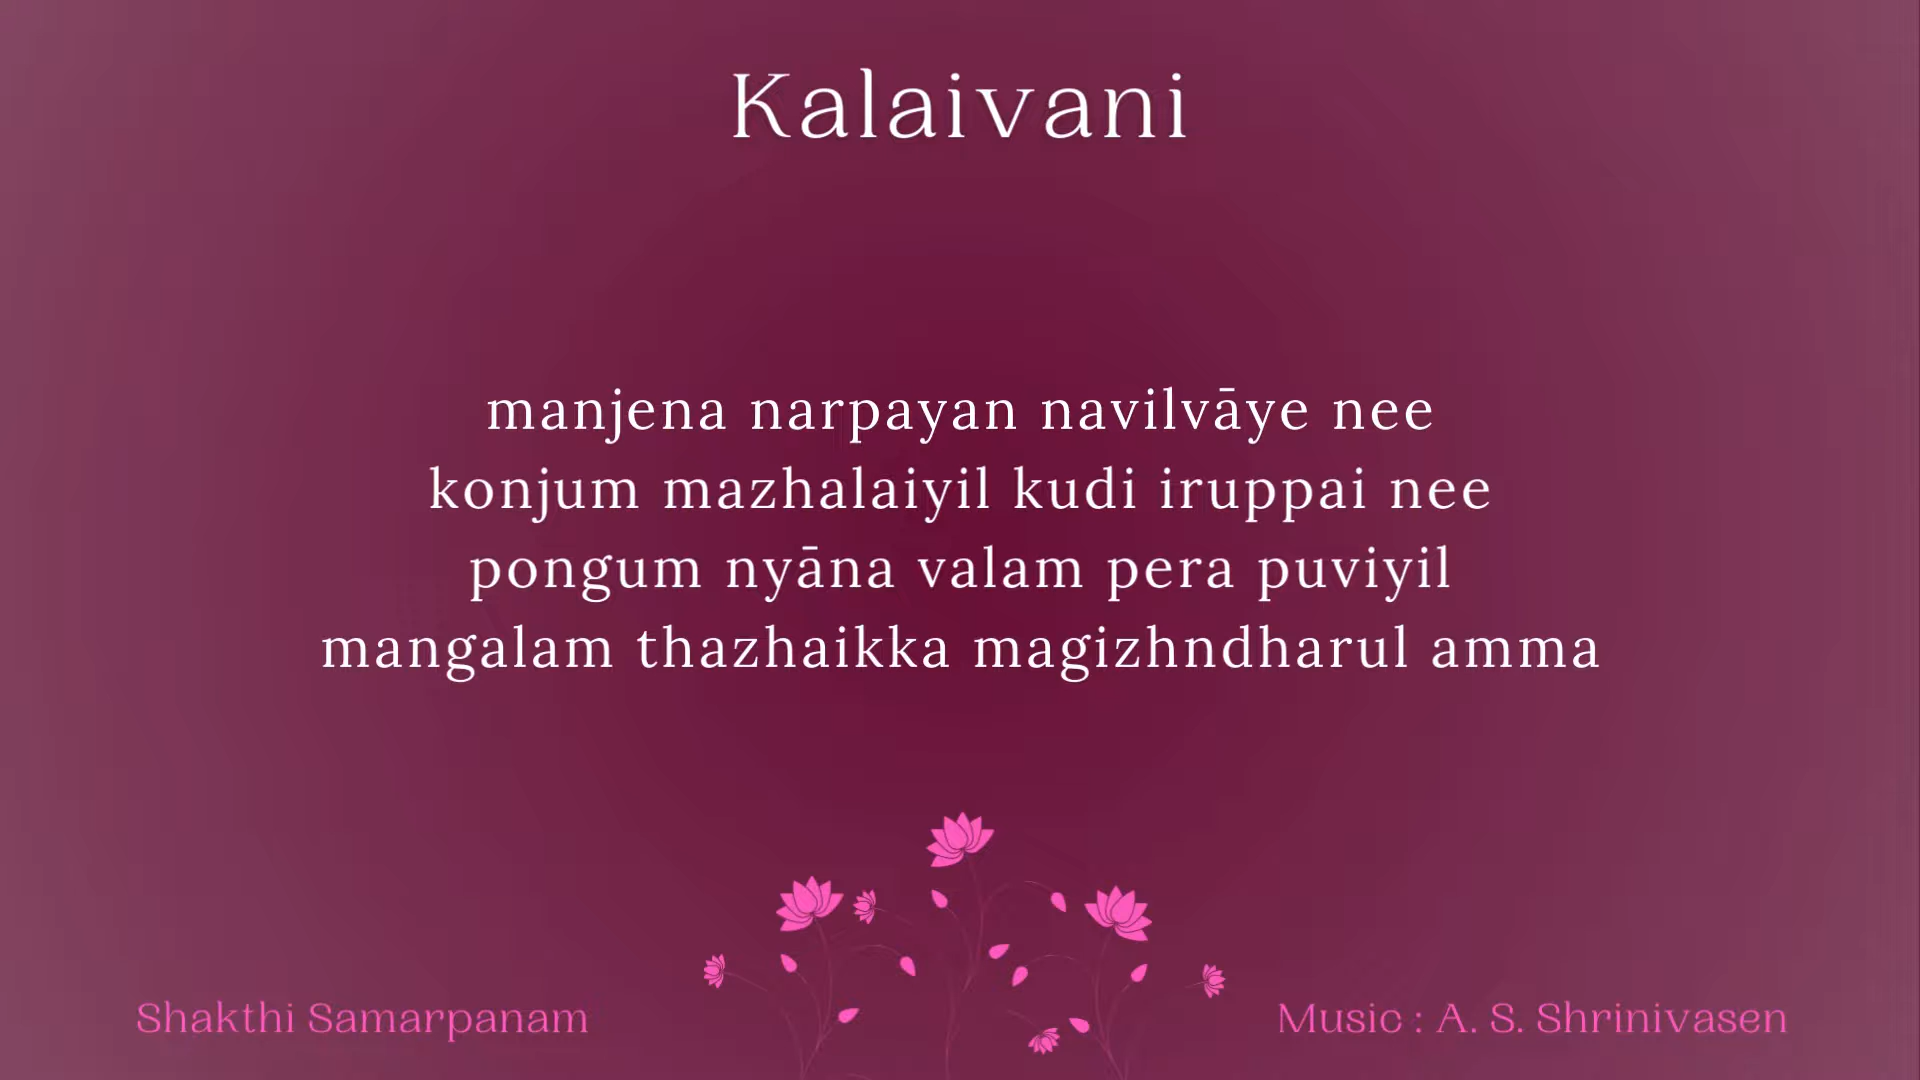 Kalaivani
manjena narpayan navilvāye nee
konjum mazhalaiyil kudi iruppai nee
pongum nyāna valam pera puviyil
mangalam thazhaikka magizhndharul amma
Shakthi Samarpanam
Music : A. S. Shrinivasen